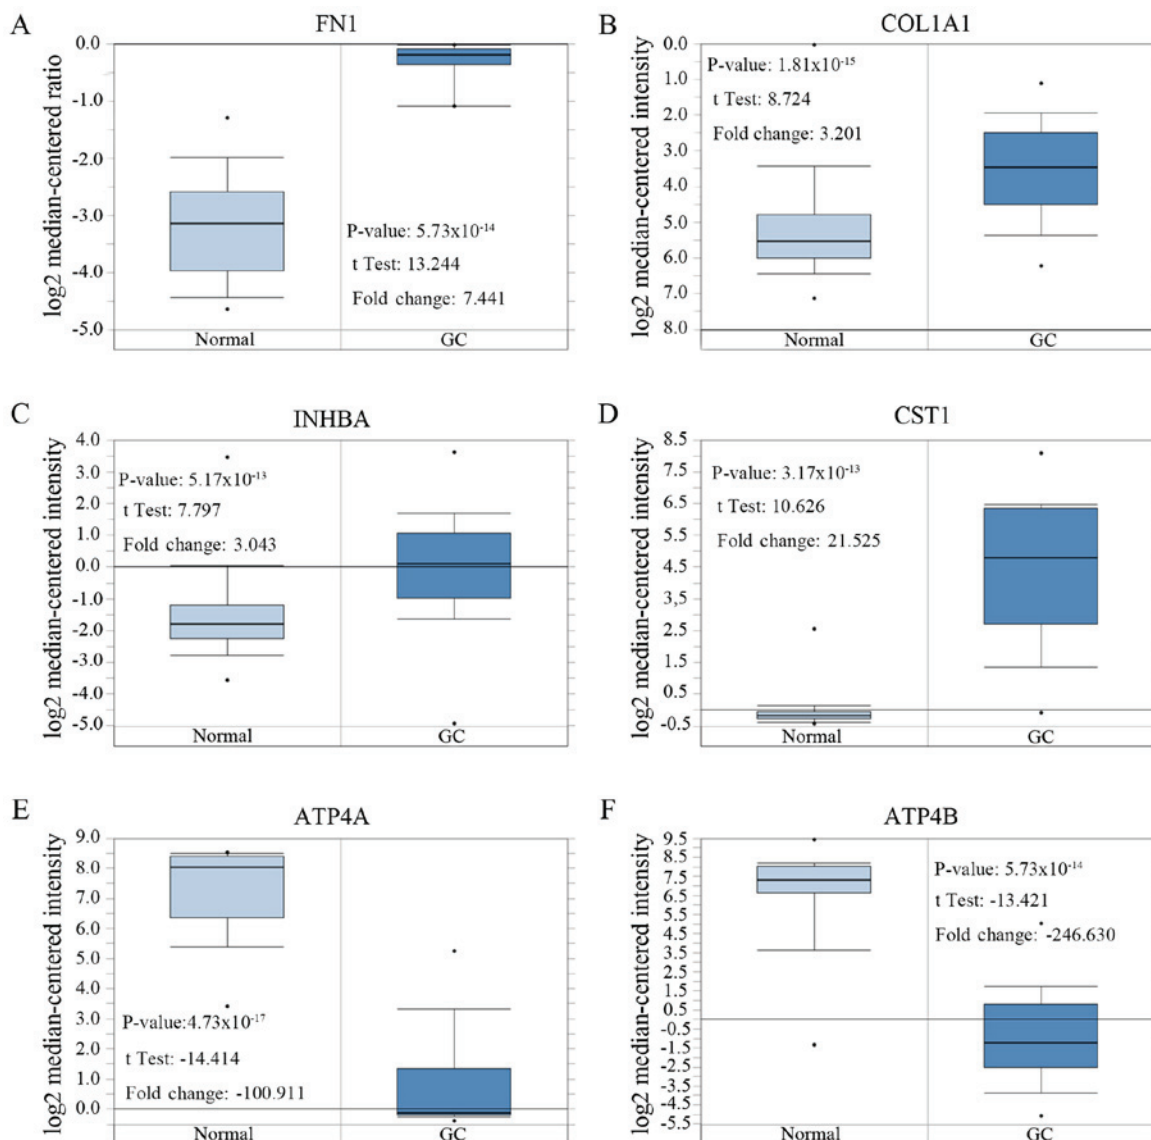 A
FN1
log2 median-centered ratio
0.0
-1.0
-2.0
-3.0
-4.0
-5.0
P-value: 5.73x10⁻¹⁴
t Test: 13.244
Fold change: 7.441
Normal
GC
B
COL1A1
log2 median-centered intensity
0.0
1.0
2.0
3.0
4.0
5.0
6.0
7.0
8.0
P-value: 1.81x10⁻¹⁵
t Test: 8.724
Fold change: 3.201
Normal
GC
C
INHBA
log2 median-centered intensity
4.0
3.0
2.0
1.0
0.0
-1.0
-2.0
-3.0
-4.0
-5.0
P-value: 5.17x10⁻¹³
t Test: 7.797
Fold change: 3.043
Normal
GC
D
CST1
log2 median-centered intensity
8.5
7.5
6.5
5.5
4.5
3,5
2.5
1.5
0.5
-0.5
P-value: 3.17x10⁻¹³
t Test: 10.626
Fold change: 21.525
Normal
GC
E
ATP4A
log2 median-centered intensity
9.0
8.0
7.0
6.0
5.0
4.0
3.0
2.0
1.0
0.0
P-value:4.73x10⁻¹⁷
t Test: -14.414
Fold change: -100.911
Normal
GC
F
ATP4B
log2 median-centered intensity
9.5
8.5
7.5
6.5
5.5
4.5
3.5
2.5
1.5
0.5
-0.5
-1.5
-2.5
-3.5
-4.5
-5.5
P-value: 5.73x10⁻¹⁴
t Test: -13.421
Fold change: -246.630
Normal
GC